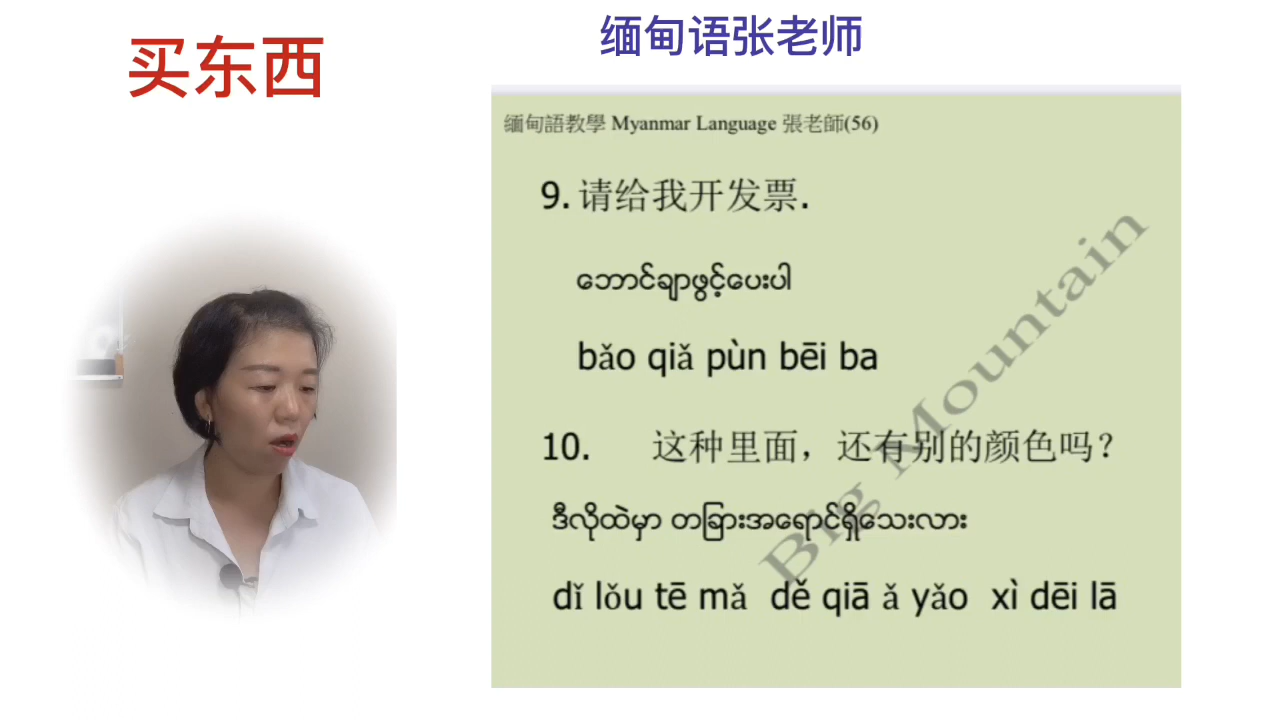 买东西
缅甸语张老师
缅甸語教學 Myanmar Language 張老師(56)
9. 请给我开发票.
ဘောင်ချာဖွင့်ပေးပါ
bǎo qiǎ pùn bēi ba
10. 这种里面，还有别的颜色吗？
ဒီလိုထဲမှာ တခြားအရောင်ရှိသေးလား
dǐ lǒu tē mǎ dě qiā ǎ yǎo xì dēi lā
Big Mountain